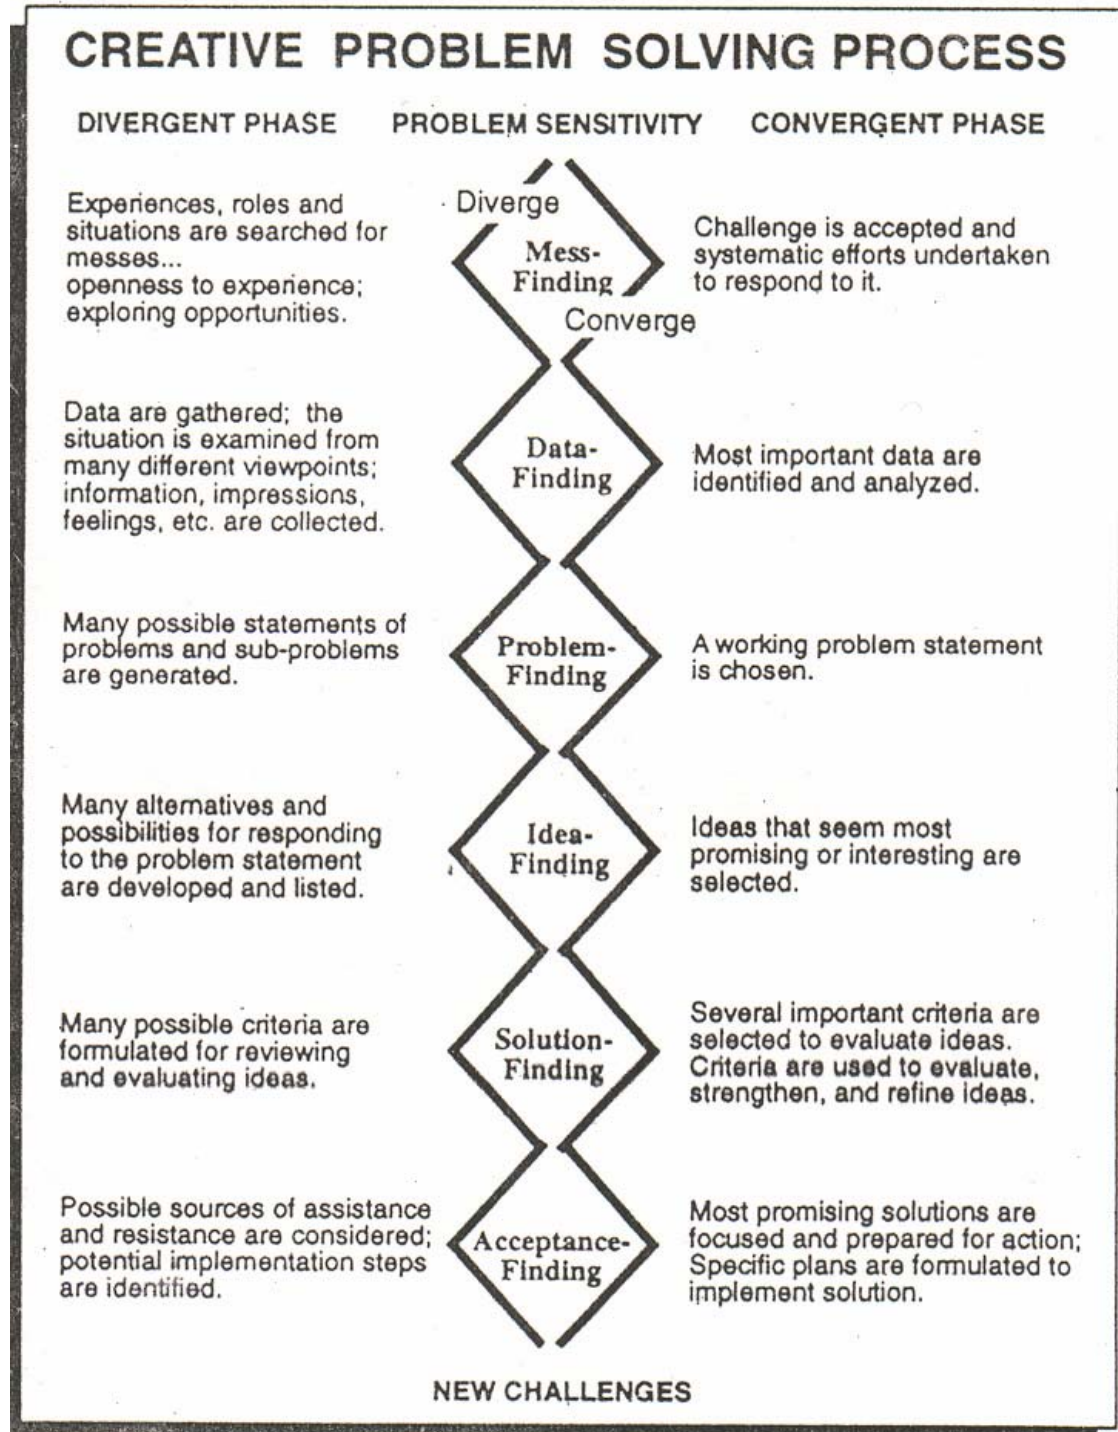 CREATIVE PROBLEM SOLVING PROCESS
DIVERGENT PHASE PROBLEM SENSITIVITY CONVERGENT PHASE
Diverge
Experiences, roles and
situations are searched for
messes...
openness to experience;
exploring opportunities.
Mess-
Finding
Challenge is accepted and
systematic efforts undertaken
to respond to it.
Converge
Data are gathered; the
situation is examined from
many different viewpoints;
information, impressions,
feelings, etc. are collected.
Data-
Finding
Most important data are
identified and analyzed.
Many possible statements of
problems and sub-problems
are generated.
Problem-
Finding
A working problem statement
is chosen.
Many alternatives and
possibilities for responding
to the problem statement
are developed and listed.
Idea-
Finding
Ideas that seem most
promising or interesting are
selected.
Many possible criteria are
formulated for reviewing
and evaluating ideas.
Solution-
Finding
Several important criteria are
selected to evaluate ideas.
Criteria are used to evaluate,
strengthen, and refine ideas.
Possible sources of assistance
and resistance are considered;
potential implementation steps
are identified.
Acceptance-
Finding
Most promising solutions are
focused and prepared for action;
Specific plans are formulated to
implement solution.
NEW CHALLENGES